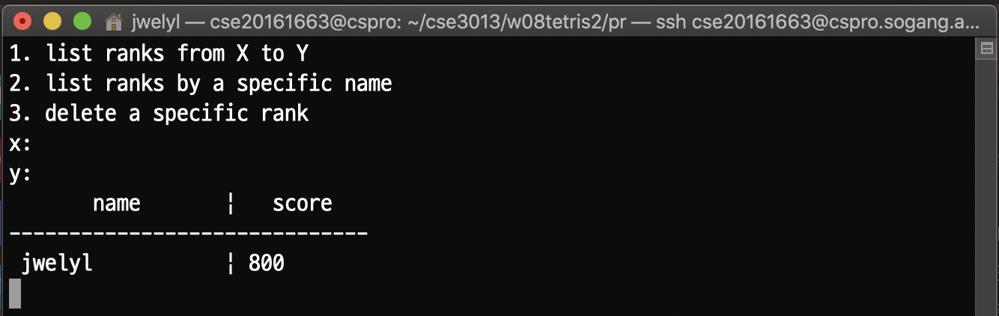 jwelyl — cse20161663@cspro: ~/cse3013/w08tetris2/pr — ssh cse20161663@cspro.sogang.a...
1. list ranks from X to Y
2. list ranks by a specific name
3. delete a specific rank
x:
y:
name ¦ score
------------------------------
jwelyl ¦ 800